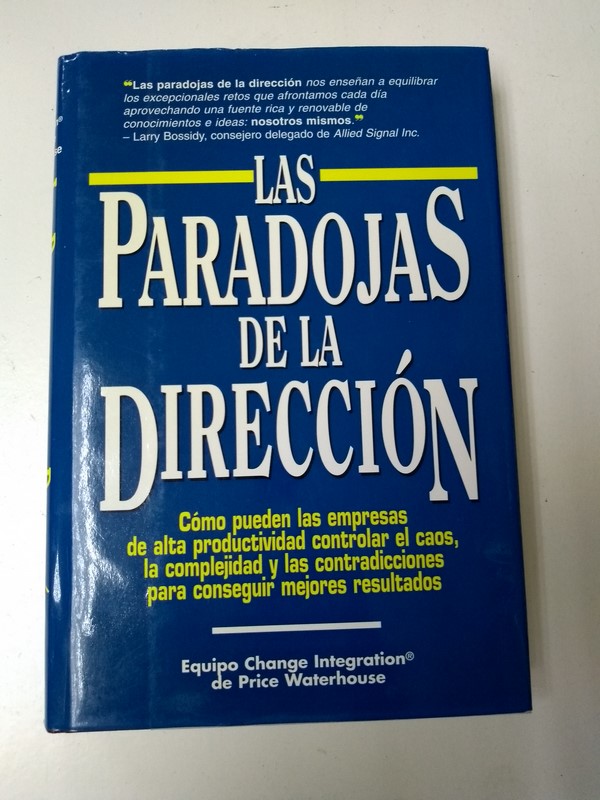 ❝Las paradojas de la dirección nos enseñan a equilibrar
los excepcionales retos que afrontamos cada día
aprovechando una fuente rica y renovable de
conocimientos e ideas: nosotros mismos.❞
– Larry Bossidy, consejero delegado de Allied Signal Inc.
LAS
PARADOJAS
DE LA
DIRECCIÓN
Cómo pueden las empresas
de alta productividad controlar el caos,
la complejidad y las contradicciones
para conseguir mejores resultados
Equipo Change Integration®
de Price Waterhouse